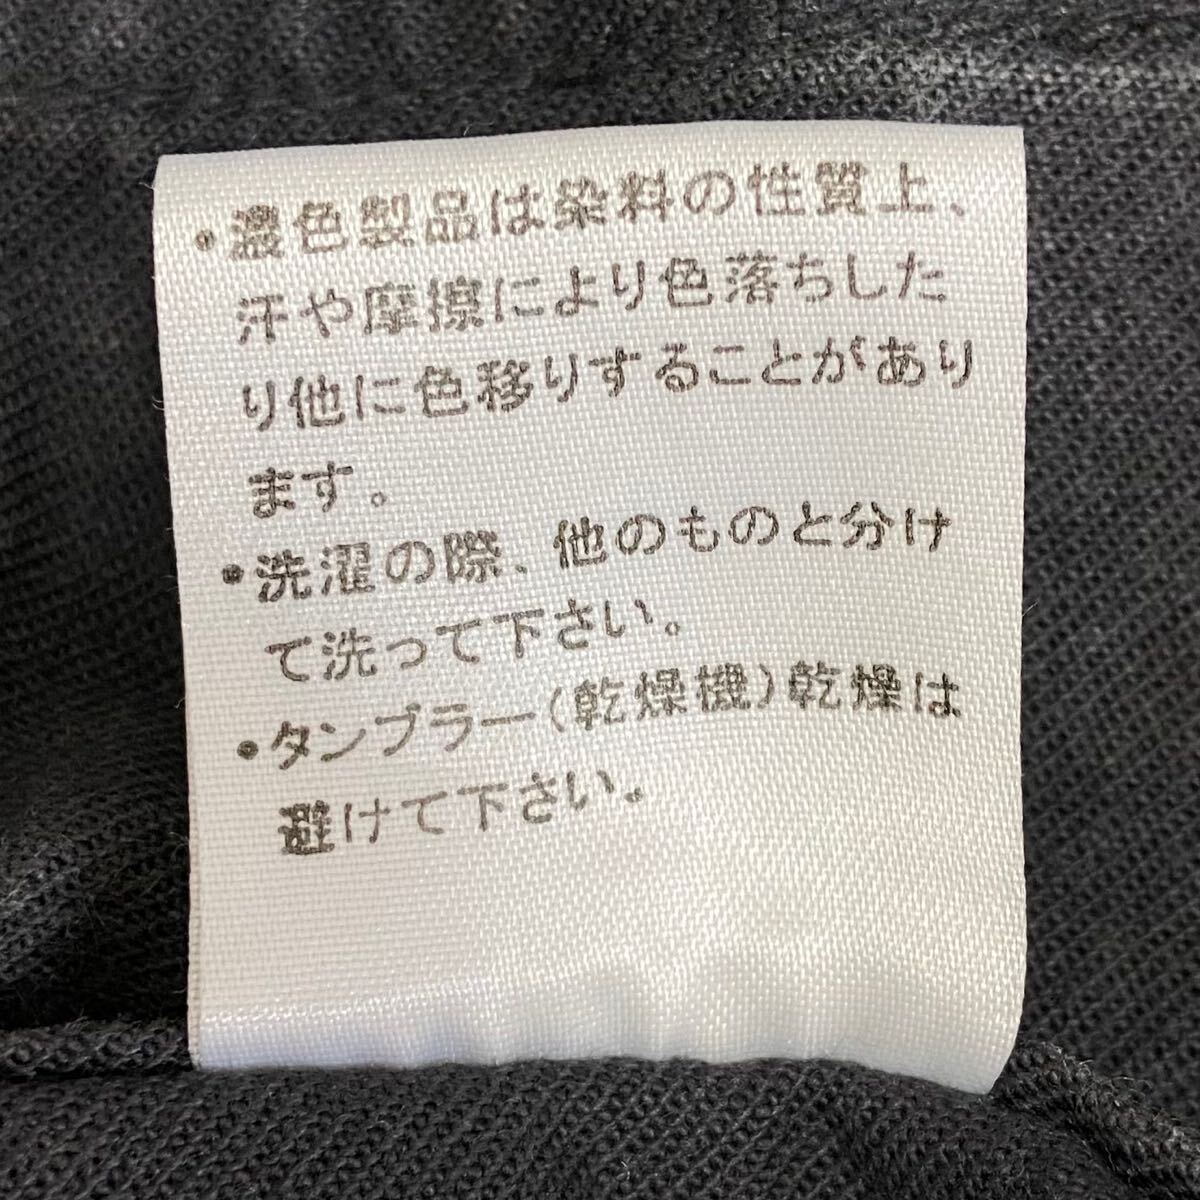 ・濃色製品は染料の性質上、
汗や摩擦により色落ちした
り他に色移りすることがあり
ます。
・洗濯の際、他のものと分け
て洗って下さい。
・タンブラー(乾燥機)乾燥は
避けて下さい。